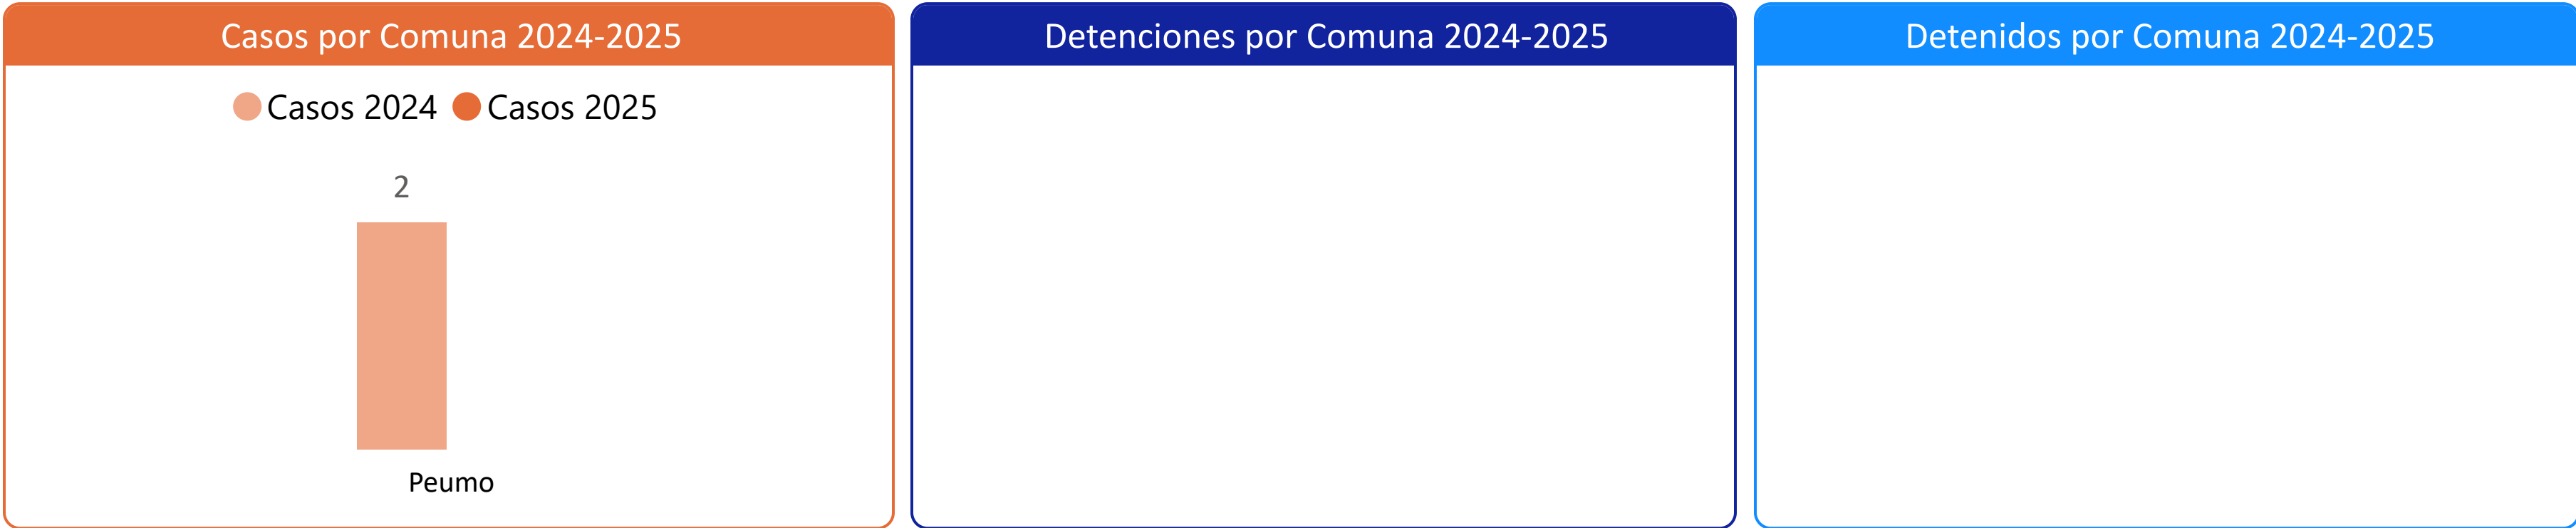 Casos por Comuna 2024-2025
Casos 2024 Casos 2025
2
Peumo
Detenciones por Comuna 2024-2025
Detenidos por Comuna 2024-2025